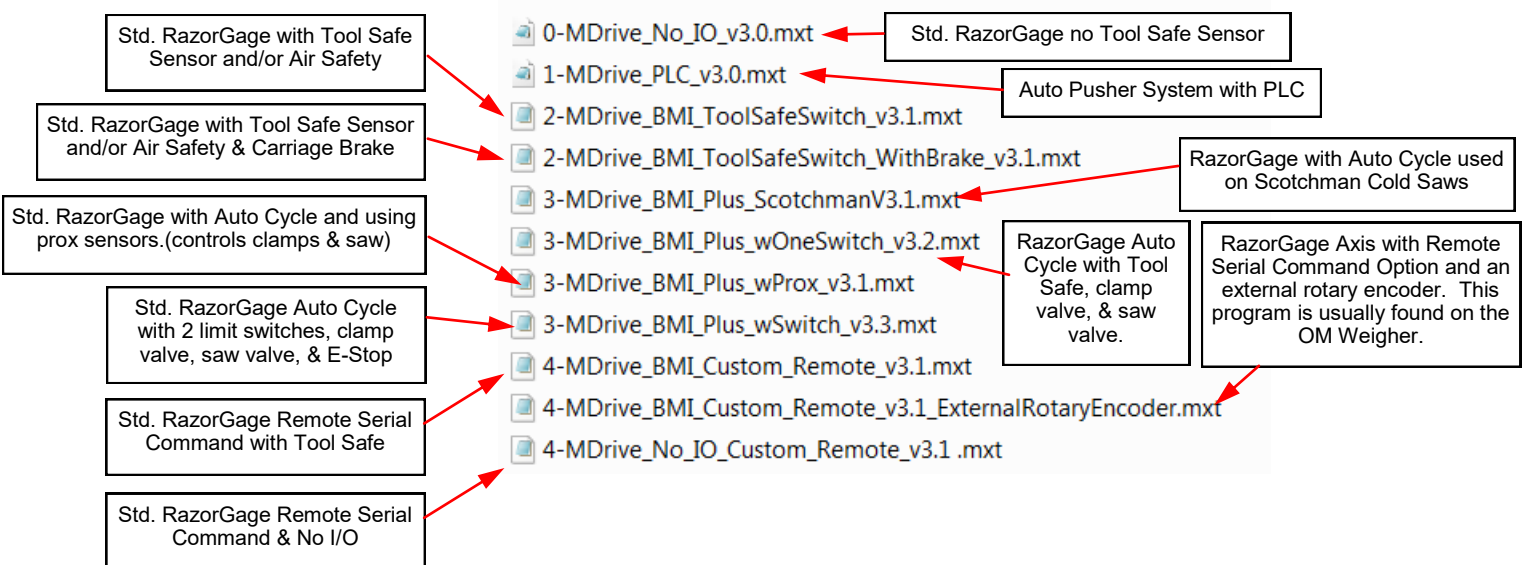 Std. RazorGage with Tool Safe
Sensor and/or Air Safety
Std. RazorGage with Tool Safe Sensor
and/or Air Safety & Carriage Brake
Std. RazorGage with Auto Cycle and using
prox sensors.(controls clamps & saw)
Std. RazorGage Auto Cycle
with 2 limit switches, clamp
valve, saw valve, & E-Stop
Std. RazorGage Remote Serial
Command with Tool Safe
Std. RazorGage Remote Serial
Command & No I/O
0-MDrive_No_IO_v3.0.mxt
1-MDrive_PLC_v3.0.mxt
2-MDrive_BMI_ToolSafeSwitch_v3.1.mxt
2-MDrive_BMI_ToolSafeSwitch_WithBrake_v3.1.mxt
3-MDrive_BMI_Plus_ScotchmanV3.1.mxt
3-MDrive_BMI_Plus_wOneSwitch_v3.2.mxt
3-MDrive_BMI_Plus_wProx_v3.1.mxt
3-MDrive_BMI_Plus_wSwitch_v3.3.mxt
4-MDrive_BMI_Custom_Remote_v3.1.mxt
4-MDrive_BMI_Custom_Remote_v3.1_ExternalRotaryEncoder.mxt
4-MDrive_No_IO_Custom_Remote_v3.1 .mxt
Std. RazorGage no Tool Safe Sensor
Auto Pusher System with PLC
RazorGage with Auto Cycle used
on Scotchman Cold Saws
RazorGage Auto
Cycle with Tool
Safe, clamp
valve, & saw
valve.
RazorGage Axis with Remote
Serial Command Option and an
external rotary encoder. This
program is usually found on the
OM Weigher.